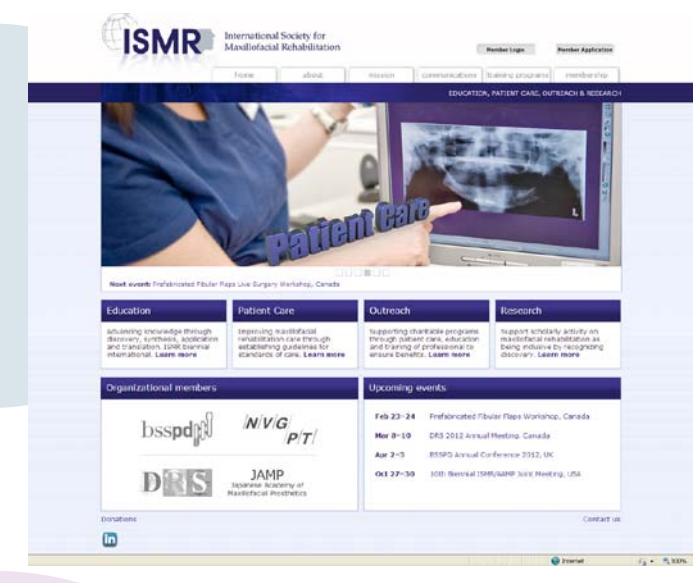 ISMR
International Society for
Maxillofacial Rehabilitation
Member Login
Member Application
home
about
mission
communications
training programs
membership
EDUCATION, PATIENT CARE, OUTREACH & RESEARCH
L
Patient Care
Next event: Prefabricated Fibular Flaps Live Surgery Workshop, Canada
Education
Advancing knowledge through
discovery, synthesis, application
and translation. ISMR biennial
international. Learn more
Patient Care
Improving maxillofacial
rehabilitation care through
establishing guidelines for
standards of care. Learn more
Outreach
Supporting charitable programs
through patient care, education
and training of professional to
ensure benefits. Learn more
Research
Support scholarly activity on
maxillofacial rehabilitation as
being inclusive by recognizing
discovery. Learn more
Organizational members
bsspd
NVG
PT
DRS
JAMP
Japanese Academy of
Maxillofacial Prosthetics
Upcoming events
Feb 23-24 Prefabricated Fibular Flaps Workshop, Canada
Mar 8-10 DRS 2012 Annual Meeting, Canada
Apr 2-3 BSSPD Annual Conference 2012, UK
Oct 27-30 10th Biennial ISMR/AAMP Joint Meeting, USA
Donations
Contact us
in
Internet
100%